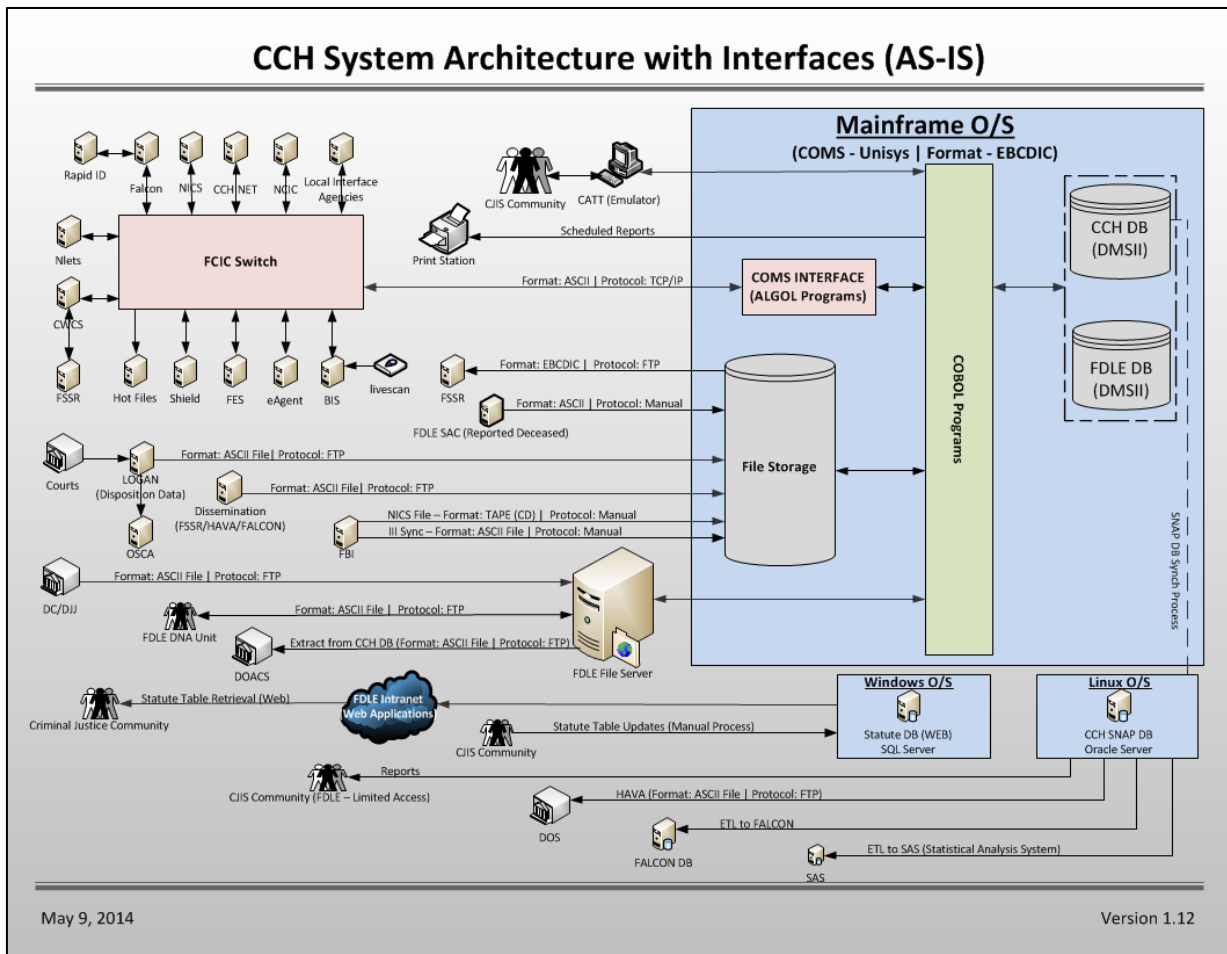 CCH System Architecture with Interfaces (AS-IS)
Mainframe O/S
(COMS - Unisys | Format - EBCDIC)
Rapid ID
Falcon
NICS
CCH NET
NCIC
Local Interface
Agencies
CJIS Community
CATT (Emulator)
CCH DB
(DMSII)
Nlets
FCIC Switch
Print Station
Scheduled Reports
Format: ASCII | Protocol: TCP/IP
COMS INTERFACE
(ALGOL Programs)
CWCS
FDLE DB
(DMSII)
COBOL Programs
FSSR
Hot Files
Shield
FES
eAgent
BIS
livescan
Format: EBCDIC | Protocol: FTP
FSSR
Format: ASCII | Protocol: Manual
FDLE SAC (Reported Deceased)
File Storage
Courts
LOGAN
(Disposition Data)
Format: ASCII File| Protocol: FTP
Format: ASCII File| Protocol: FTP
Dissemination
(FSSR/HAVA/FALCON)
NICS File – Format: TAPE (CD) | Protocol: Manual
III Sync – Format: ASCII File | Protocol: Manual
OSCA
FBI
SNAP DB Synch Process
Format: ASCII File | Protocol: FTP
DC/DJJ
Format: ASCII File | Protocol: FTP
FDLE DNA Unit
Extract from CCH DB (Format: ASCII File | Protocol: FTP)
DOACS
FDLE File Server
Windows O/S
Statute DB (WEB)
SQL Server
Linux O/S
CCH SNAP DB
Oracle Server
Statute Table Retrieval (Web)
Criminal Justice Community
FDLE Intranet
Web Applications
Statute Table Updates (Manual Process)
CJIS Community
Reports
CJIS Community (FDLE – Limited Access)
HAVA (Format: ASCII File | Protocol: FTP)
DOS
ETL to FALCON
FALCON DB
ETL to SAS (Statistical Analysis System)
SAS
May 9, 2014
Version 1.12